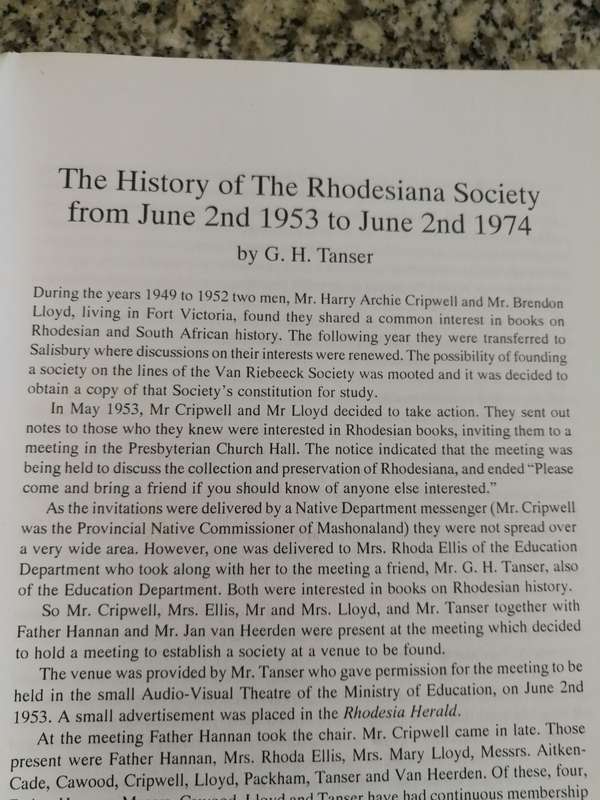 The History of The Rhodesiana Society
from June 2nd 1953 to June 2nd 1974
by G. H. Tanser
During the years 1949 to 1952 two men, Mr. Harry Archie Cripwell and Mr. Brendon
Lloyd, living in Fort Victoria, found they shared a common interest in books on
Rhodesian and South African history. The following year they were transferred to
Salisbury where discussions on their interests were renewed. The possibility of founding
a society on the lines of the Van Riebeeck Society was mooted and it was decided to
obtain a copy of that Society's constitution for study.
In May 1953, Mr Cripwell and Mr Lloyd decided to take action. They sent out
notes to those who they knew were interested in Rhodesian books, inviting them to a
meeting in the Presbyterian Church Hall. The notice indicated that the meeting was
being held to discuss the collection and preservation of Rhodesiana, and ended “Please
come and bring a friend if you should know of anyone else interested.”
As the invitations were delivered by a Native Department messenger (Mr. Cripwell
was the Provincial Native Commissioner of Mashonaland) they were not spread over
a very wide area. However, one was delivered to Mrs. Rhoda Ellis of the Education
Department who took along with her to the meeting a friend, Mr. G. H. Tanser, also
of the Education Department. Both were interested in books on Rhodesian history.
So Mr. Cripwell, Mrs. Ellis, Mr and Mrs. Lloyd, and Mr. Tanser together with
Father Hannan and Mr. Jan van Heerden were present at the meeting which decided
to hold a meeting to establish a society at a venue to be found.
The venue was provided by Mr. Tanser who gave permission for the meeting to be
held in the small Audio-Visual Theatre of the Ministry of Education, on June 2nd
1953. A small advertisement was placed in the Rhodesia Herald.
At the meeting Father Hannan took the chair. Mr. Cripwell came in late. Those
present were Father Hannan, Mrs. Rhoda Ellis, Mrs. Mary Lloyd, Messrs. Aitken-
Cade, Cawood, Cripwell, Lloyd, Packham, Tanser and Van Heerden. Of these, four,
Lloyd and Tanser have had continuous membership